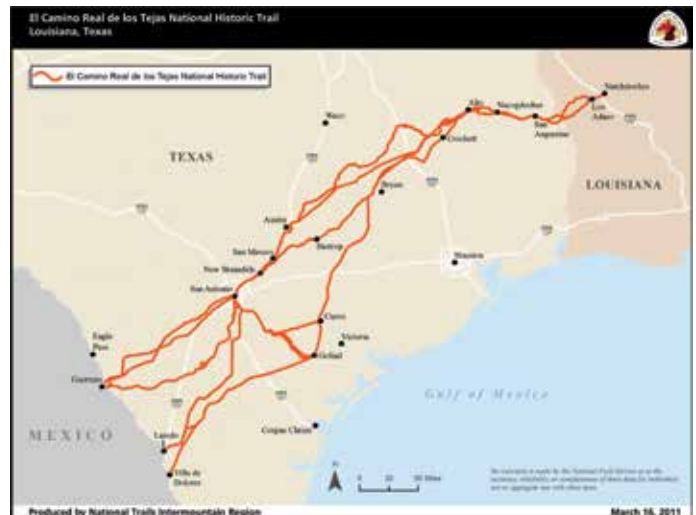 El Camino Real de los Tejas National Historic Trail
Louisiana, Texas
El Camino Real de los Tejas National Historic Trail
Natchitoches
Alto
Nacogdoches
Los
Adaes
San
Augustine
Waco
Crockett
TEXAS
Bryan
LOUISIANA
Austin
Bastrop
San Marcos
Houston
New Braunfels
San Antonio
Cuero
Victoria
Eagle
Pass
Goliad
Guerrero
Gulf of Mexico
MEXICO
Corpus Christi
Laredo
Villa de
Dolores
N
0
50 Miles
Produced by National Trails Intermountain Region
March 16, 2011